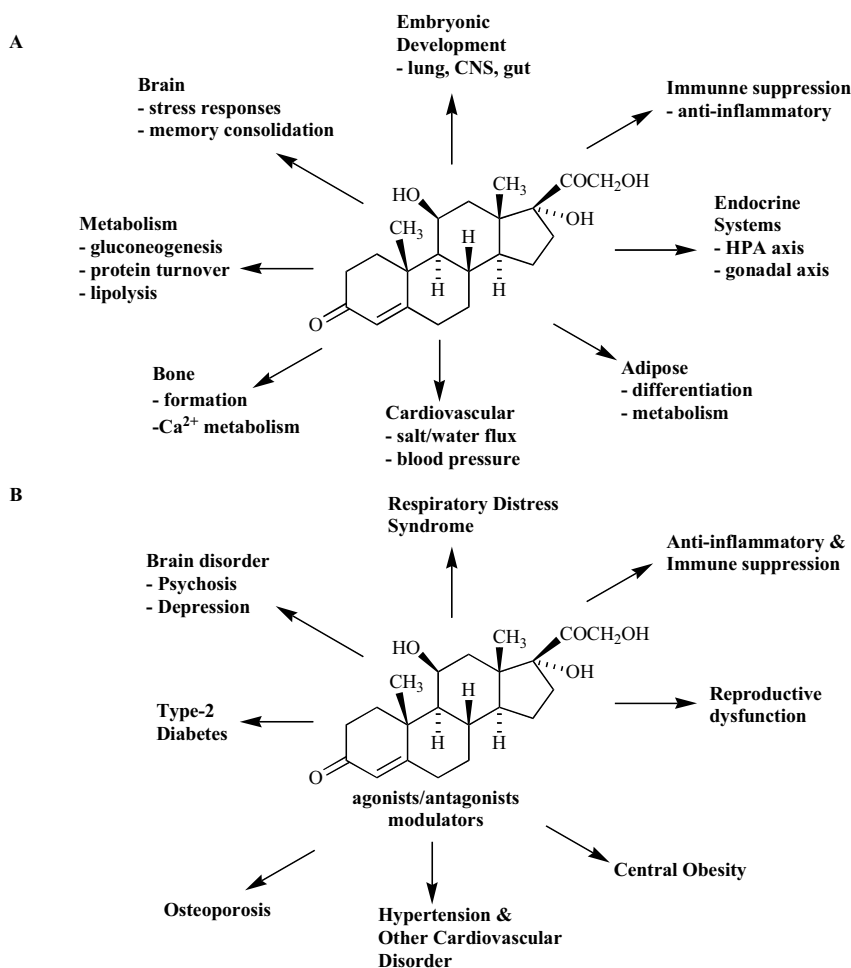 A
Embryonic
Development
- lung, CNS, gut
Brain
- stress responses
- memory consolidation
Immunne suppression
- anti-inflammatory
Metabolism
- gluconeogenesis
- protein turnover
- lipolysis
HO
CH3
COCH2OH
OH
CH3
H
H
H
O
Endocrine
Systems
- HPA axis
- gonadal axis
Bone
- formation
-Ca2+ metabolism
Cardiovascular
- salt/water flux
- blood pressure
Adipose
- differentiation
- metabolism
B
Respiratory Distress
Syndrome
Brain disorder
- Psychosis
- Depression
Anti-inflammatory &
Immune suppression
Type-2
Diabetes
HO
CH3
COCH2OH
OH
CH3
H
H
H
O
agonists/antagonists
modulators
Reproductive
dysfunction
Osteoporosis
Hypertension &
Other Cardiovascular
Disorder
Central Obesity